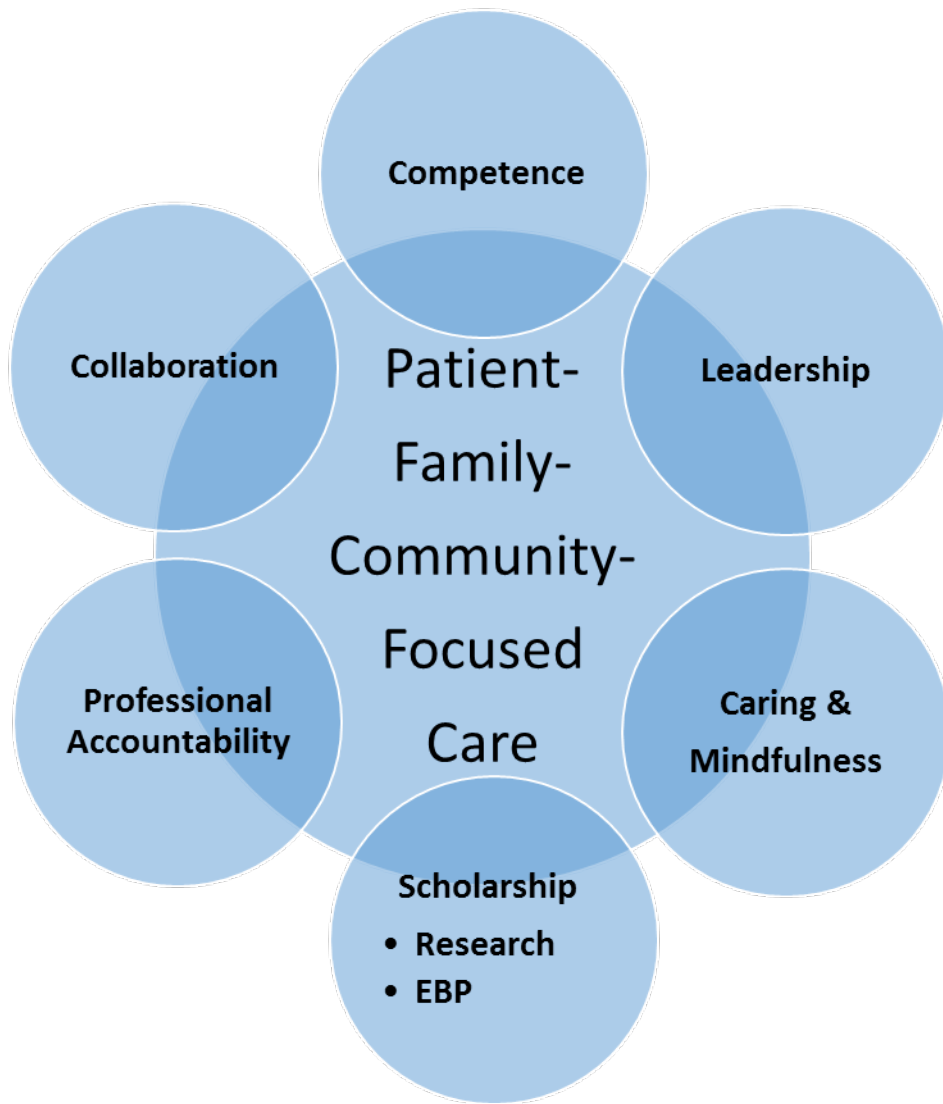 Competence
Collaboration
Leadership
Patient-
Family-
Community-
Focused
Care
Professional
Accountability
Caring &
Mindfulness
Scholarship
• Research
• EBP